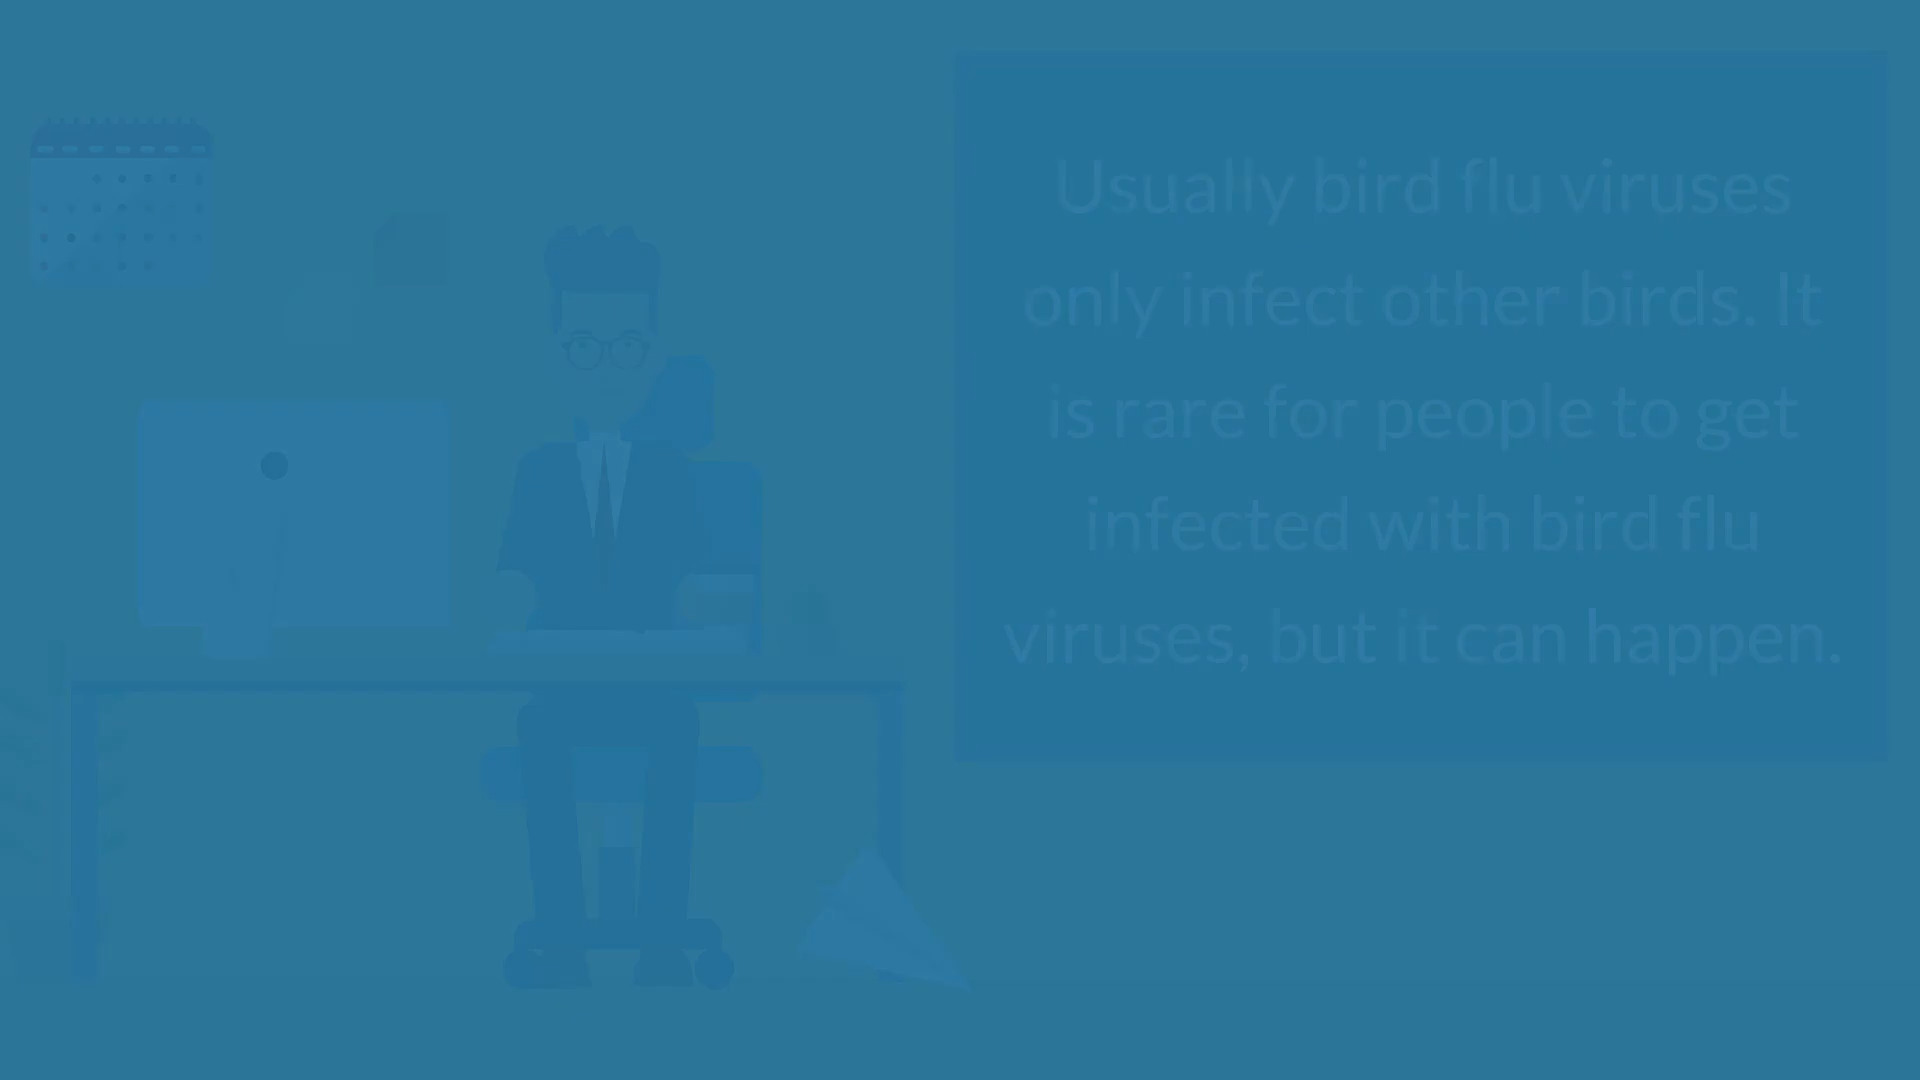 Usually bird flu viruses
only infect other birds. It
is rare for people to get
infected with bird flu
viruses, but it can happen.